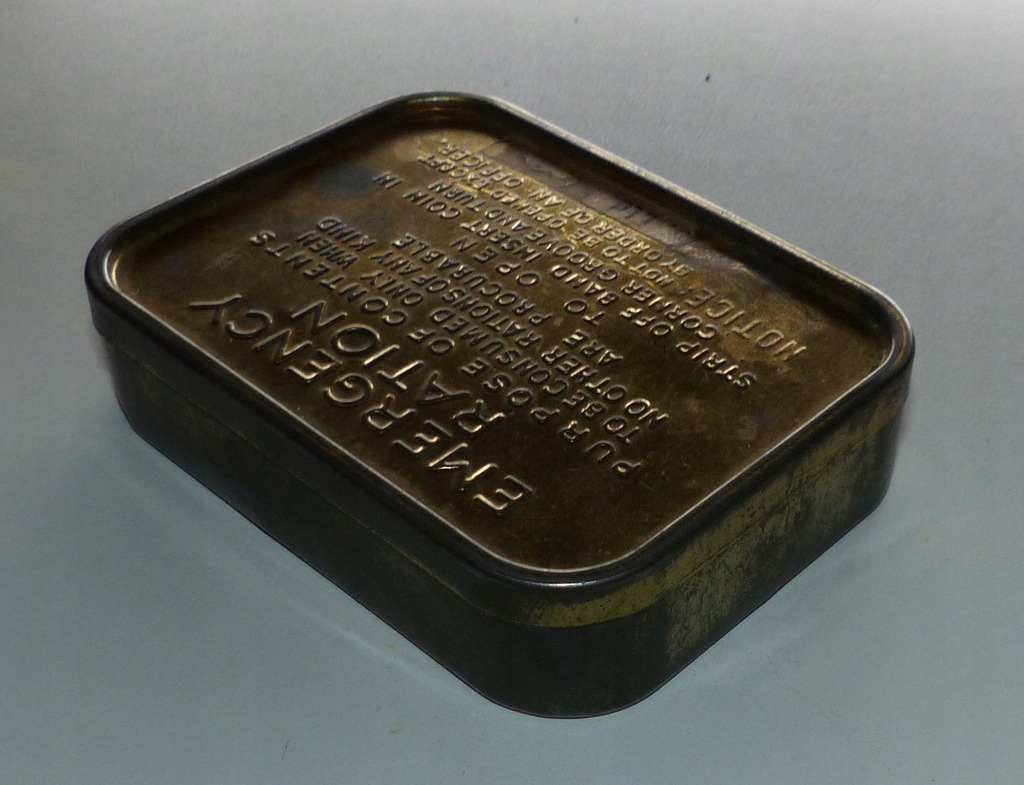 EMERGENCY
RATION
PURPOSE OF CONTENTS
TO BE CONSUMED ONLY WHEN
NO OTHER RATIONS OF ANY KIND
ARE PROCURABLE
TO OPEN
STRIP OFF BAND INSERT COIN IN
CORNER GROOVE AND TURN
NOTICE. NOT TO BE OPENED EXCEPT
BY ORDER OF AN OFFICER.